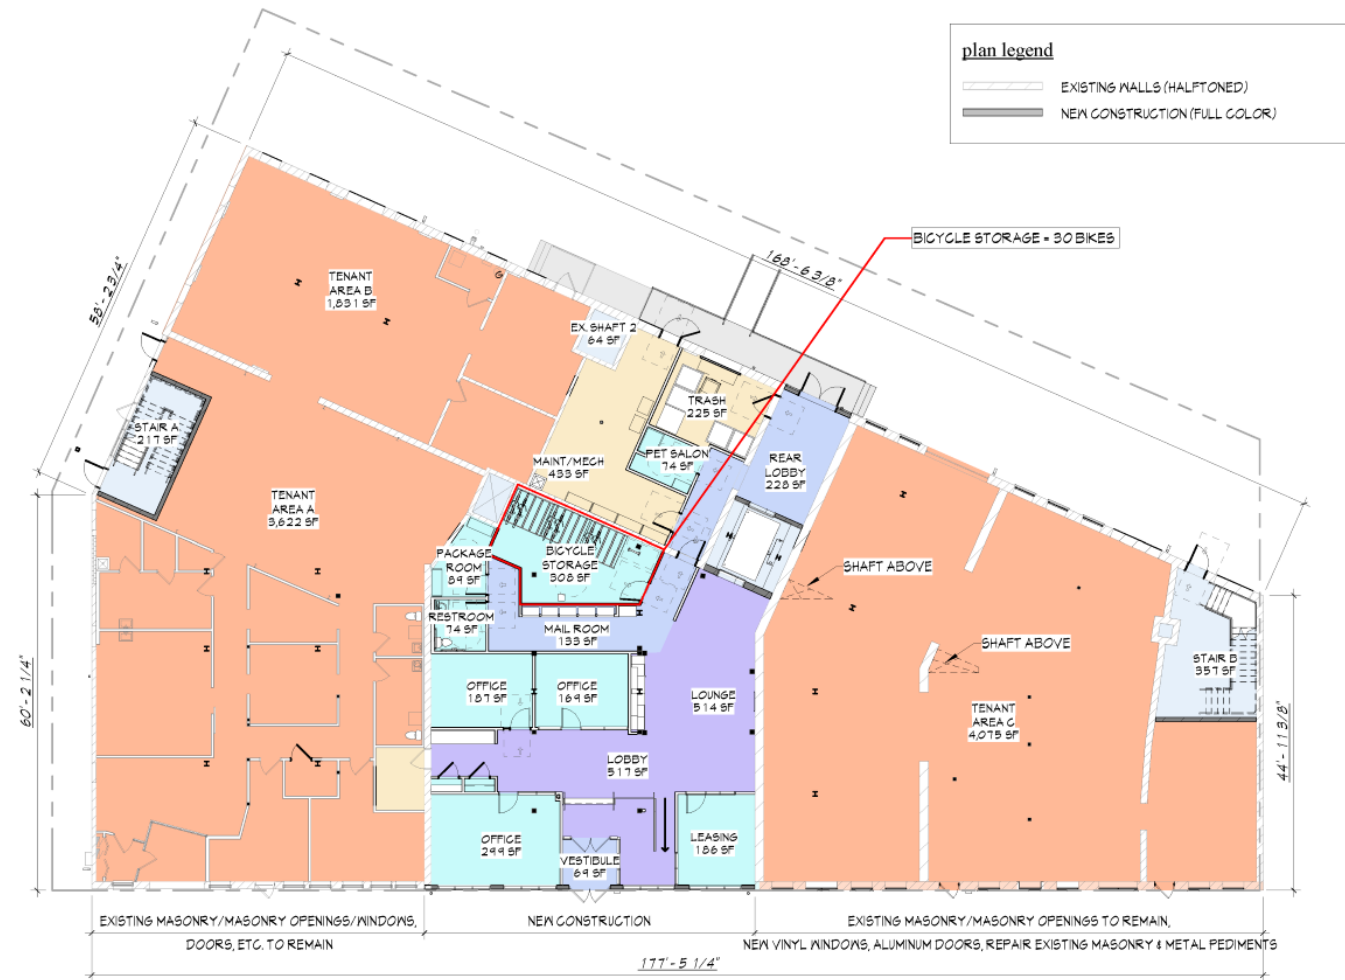 plan legend
EXISTING WALLS (HALFTONED)
NEW CONSTRUCTION (FULL COLOR)
BICYCLE STORAGE = 30 BIKES
168'-6 3/8"
58'-2 3/4"
TENANT
AREA B
1,831 SF
EX. SHAFT 2
64 SF
TRASH
225 SF
STAIR A
217 SF
PET SALON
74 SF
MAINT/MECH
433 SF
REAR
LOBBY
228 SF
TENANT
AREA A
3,622 SF
PACKAGE
ROOM
89 SF
BICYCLE
STORAGE
308 SF
SHAFT ABOVE
RESTROOM
74 SF
MAIL ROOM
133 SF
SHAFT ABOVE
STAIR B
357 SF
OFFICE
187 SF
OFFICE
169 SF
LOUNGE
514 SF
TENANT
AREA C
4,075 SF
60'-2 1/4"
44'-11 3/8"
LOBBY
517 SF
OFFICE
299 SF
LEASING
186 SF
VESTIBULE
69 SF
EXISTING MASONRY/MASONRY OPENINGS/WINDOWS,
DOORS, ETC. TO REMAIN
NEW CONSTRUCTION
EXISTING MASONRY/MASONRY OPENINGS TO REMAIN,
NEW VINYL WINDOWS, ALUMINUM DOORS, REPAIR EXISTING MASONRY & METAL PEDIMENTS
177'-5 1/4"